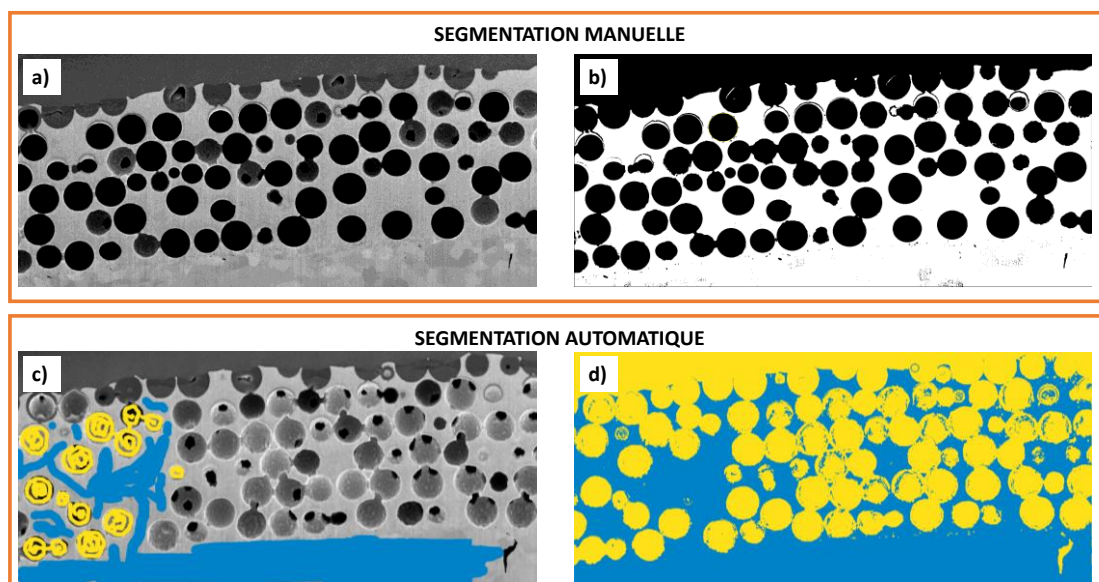 SEGMENTATION MANUELLE
a)
b)
SEGMENTATION AUTOMATIQUE
c)
d)